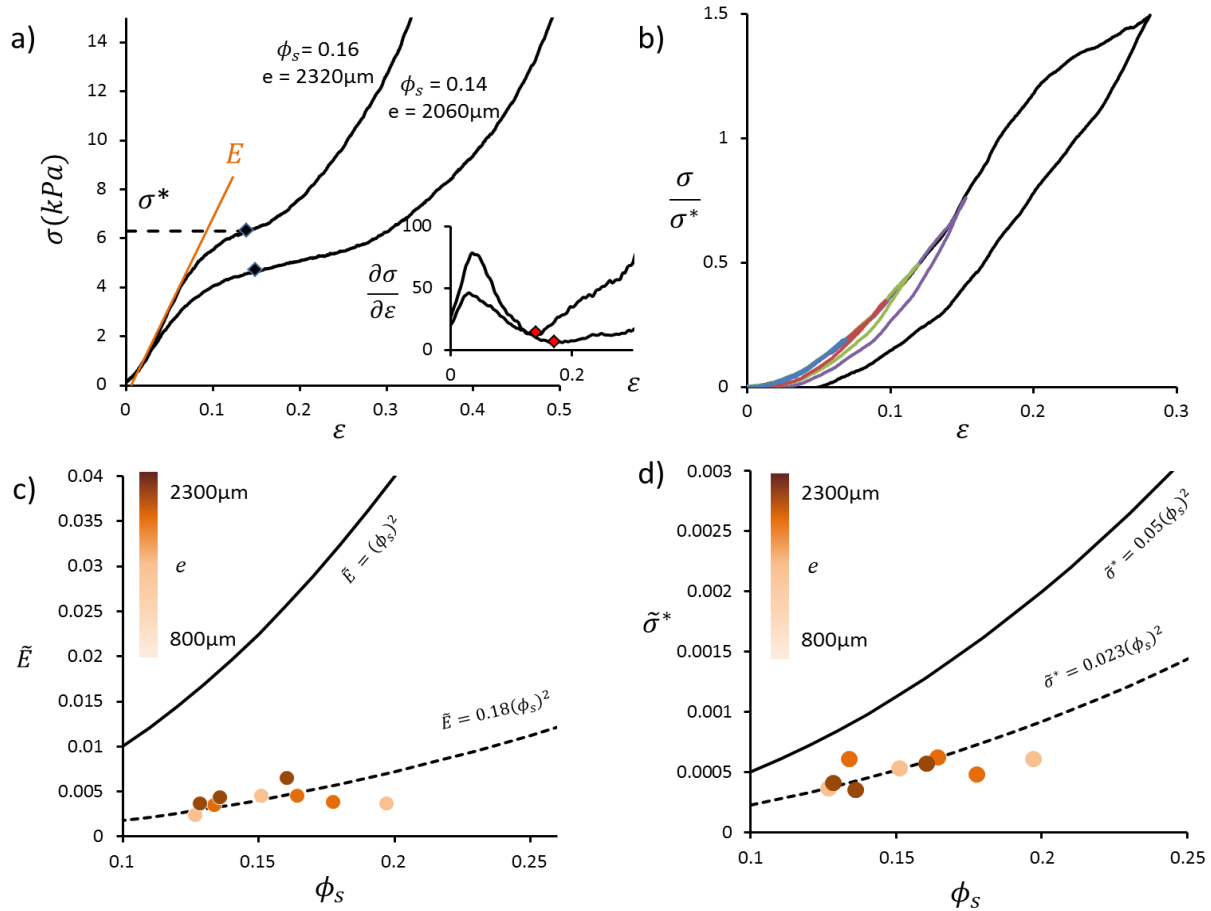 a)
14
12
10
8
6
4
2
0
σ(kPa)
σ*
E
ϕₛ = 0.16
e = 2320μm
ϕₛ = 0.14
e = 2060μm
100
50
0
∂σ
∂ε
0
0.2
ε
0
0.1
0.2
0.3
0.4
0.5
ε
b)
1.5
1
0.5
0
σ
σ*
0
0.1
0.2
0.3
ε
c)
0.04
0.035
0.03
0.025
0.02
0.015
0.01
0.005
0
Ẽ
2300μm
e
800μm
Ẽ = (ϕₛ)²
Ẽ = 0.18(ϕₛ)²
0.1
0.15
0.2
ϕₛ
d)
0.003
0.0025
0.002
0.0015
0.001
0.0005
0
σ̃*
2300μm
e
800μm
σ̃* = 0.05(ϕₛ)²
σ̃* = 0.023(ϕₛ)²
0.1
0.15
0.2
0.25
ϕₛ